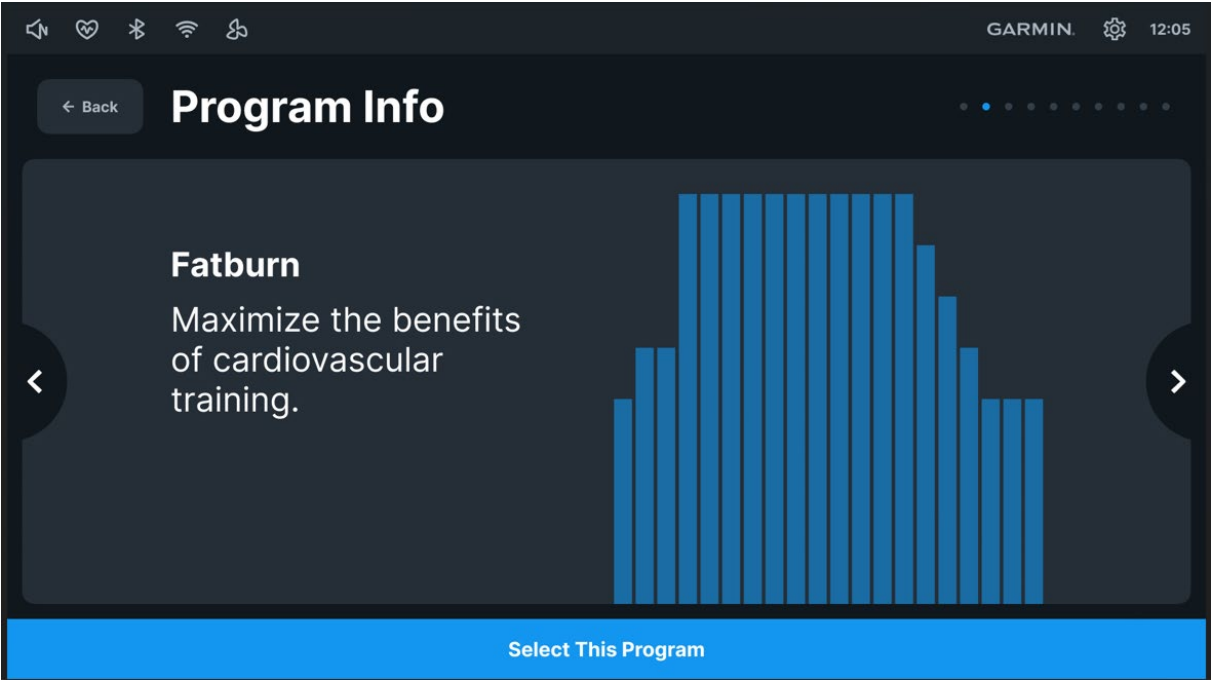 GARMIN.
12:05
← Back
Program Info
Fatburn
Maximize the benefits
of cardiovascular
training.
Select This Program